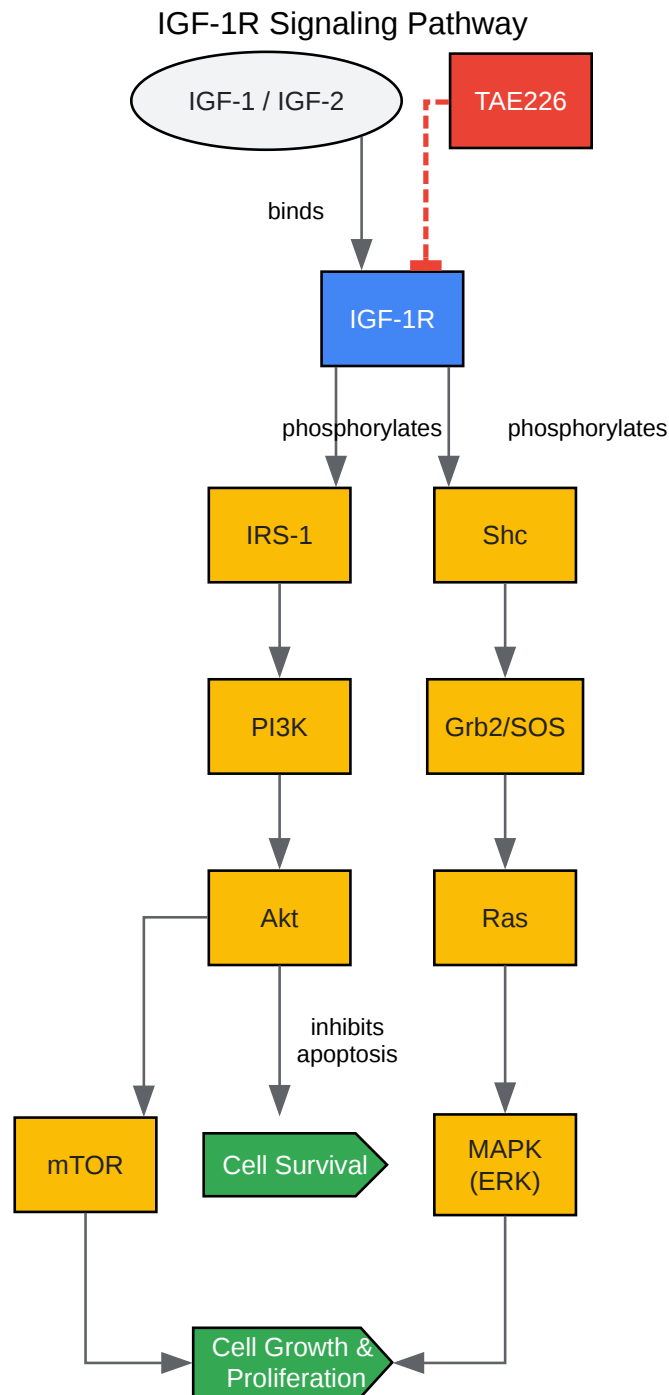 IGF-1R Signaling Pathway
IGF-1 / IGF-2
TAE226
binds
IGF-1R
phosphorylates
phosphorylates
IRS-1
Shc
PI3K
Grb2/SOS
Akt
Ras
inhibits
apoptosis
mTOR
Cell Survival
MAPK
(ERK)
Cell Growth &
Proliferation